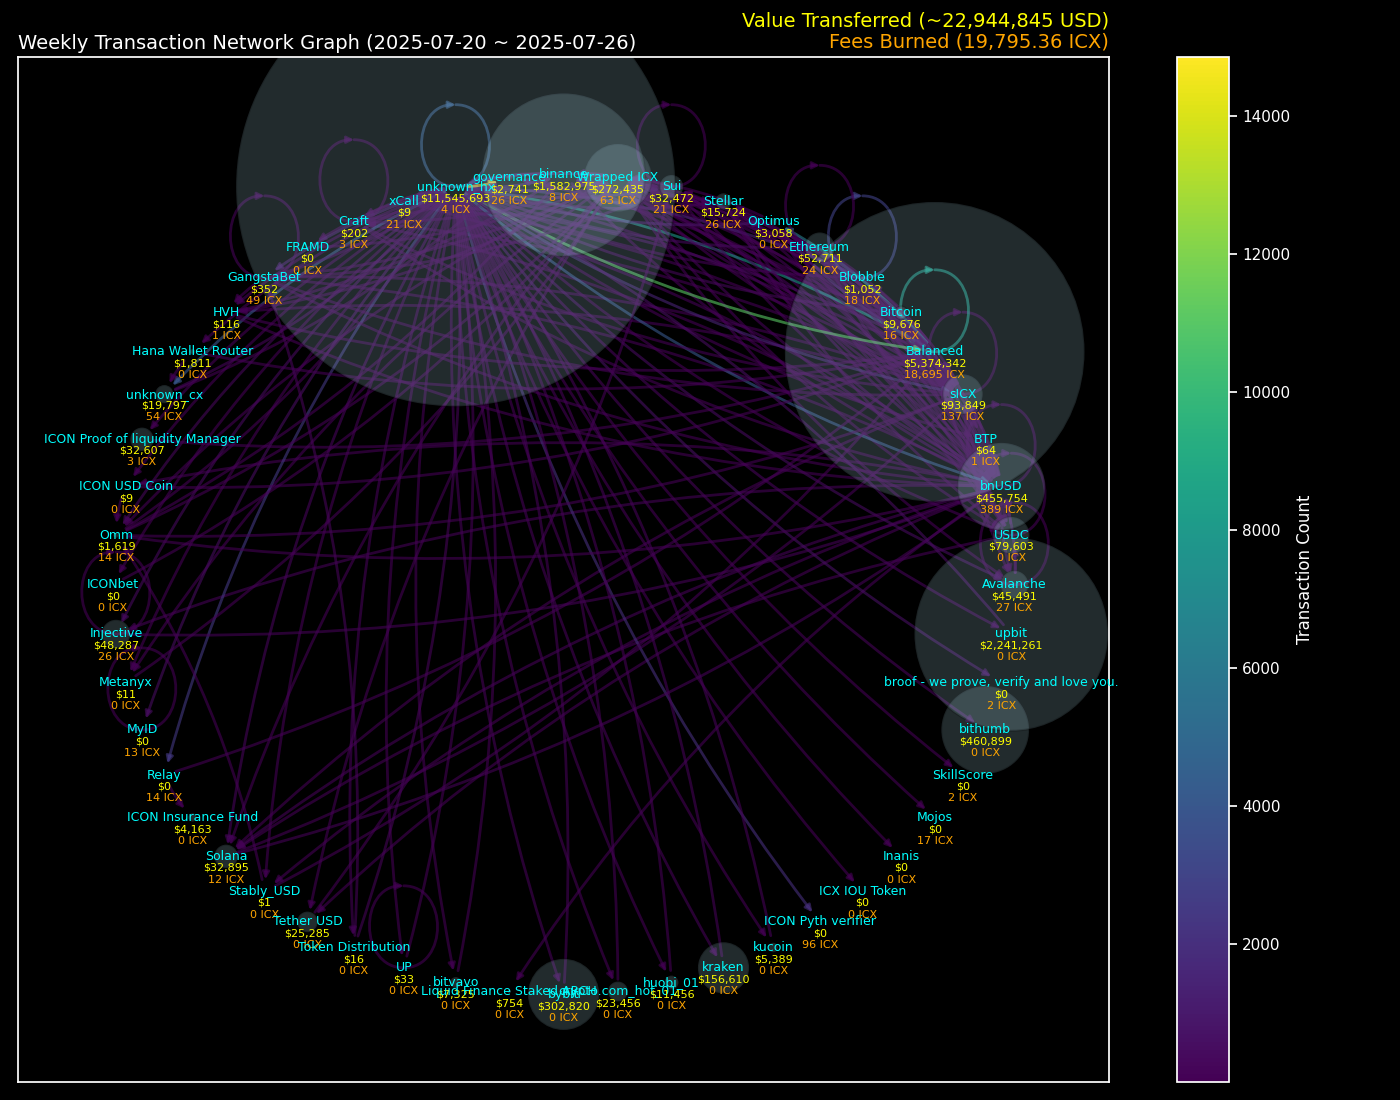 Value Transferred (~22,944,845 USD)
Weekly Transaction Network Graph (2025-07-20 ~ 2025-07-26)
Fees Burned (19,795.36 ICX)
unknown_hx
$11,545,693
4 ICX
governance
$2,741
26 ICX
binance
$1,582,975
8 ICX
Wrapped ICX
$272,435
63 ICX
Sui
$32,472
21 ICX
Stellar
$15,724
26 ICX
Optimus
$3,058
0 ICX
Ethereum
$52,711
24 ICX
Blobble
$1,052
18 ICX
Bitcoin
$9,676
16 ICX
Balanced
$5,374,342
18,695 ICX
sICX
$93,849
137 ICX
BTP
$64
1 ICX
bnUSD
$455,754
389 ICX
USDC
$79,603
0 ICX
Avalanche
$45,491
27 ICX
upbit
$2,241,261
0 ICX
broof - we prove, verify and love you.
$0
2 ICX
bithumb
$460,899
0 ICX
SkillScore
$0
2 ICX
Mojos
$0
17 ICX
Inanis
$0
0 ICX
ICX IOU Token
$0
0 ICX
ICON Pyth verifier
$0
96 ICX
kucoin
$5,389
0 ICX
kraken
$156,610
0 ICX
huobi_01
$11,456
0 ICX
$23,456
0 ICX
bybit
$302,820
0 ICX
Liquid Finance Staked
$754
0 ICX
bitvavo
$7,325
0 ICX
UP
$33
0 ICX
Token Distribution
$16
0 ICX
Tether USD
$25,285
0 ICX
Stably_USD
$1
0 ICX
Solana
$32,895
12 ICX
ICON Insurance Fund
$4,163
0 ICX
Relay
$0
14 ICX
MyID
$0
13 ICX
Metanyx
$11
0 ICX
Injective
$48,287
26 ICX
ICONbet
$0
0 ICX
Omm
$1,619
14 ICX
ICON USD Coin
$9
0 ICX
ICON Proof of liquidity Manager
$32,607
3 ICX
unknown_cx
$19,797
54 ICX
Hana Wallet Router
$1,811
0 ICX
HVH
$116
1 ICX
GangstaBet
$352
49 ICX
FRAMD
$0
0 ICX
Craft
$202
3 ICX
xCall
$9
21 ICX
14000
12000
10000
8000
6000
4000
2000
Transaction Count